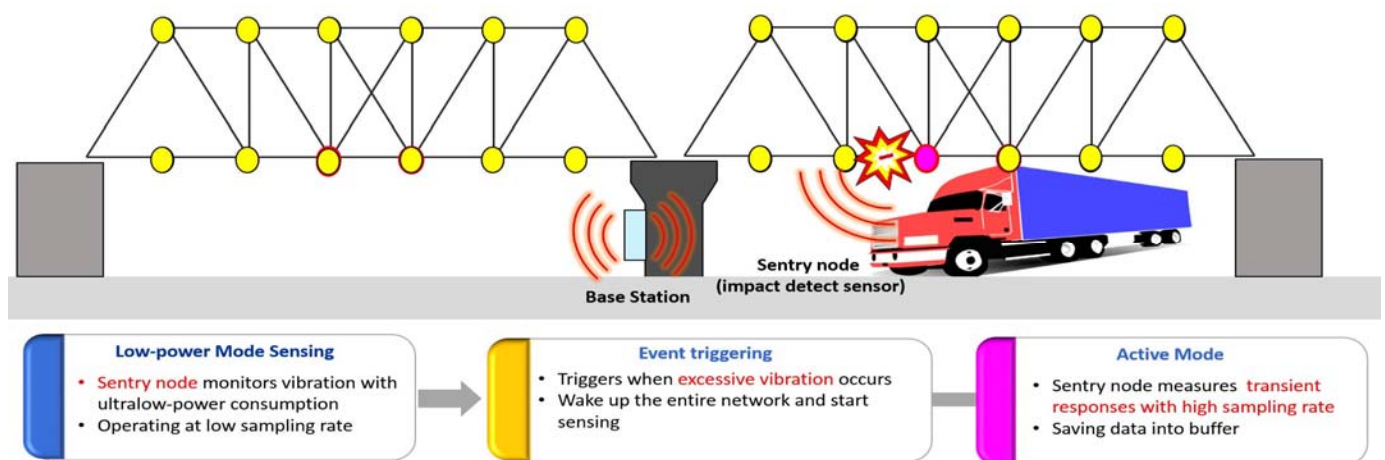 Sentry node
(impact detect sensor)
Base Station
Low-power Mode Sensing
• Sentry node monitors vibration with
ultralow-power consumption
• Operating at low sampling rate
Event triggering
• Triggers when excessive vibration occurs
• Wake up the entire network and start
sensing
Active Mode
• Sentry node measures transient
responses with high sampling rate
• Saving data into buffer